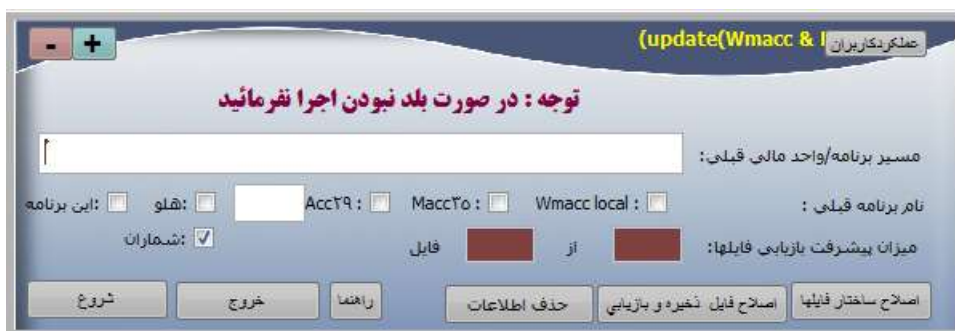 عملکردکاربران (update(Wmacc &
- +
توجه : در صورت بلد نبودن اجرا نفرمائید
مسیر برنامه/واحد مالی قبلی:
نام برنامه قبلی : Wmacc local : Macc۳۰ : Acc۲۹ : هلو: این برنامه:
شماران:
میزان پیشرفت بازیابی فایلها: از فایل
اصلاح ساختار فایلها اصلاح فایل ذخیره و بازیابی حذف اطلاعات راهنما خروج شروع